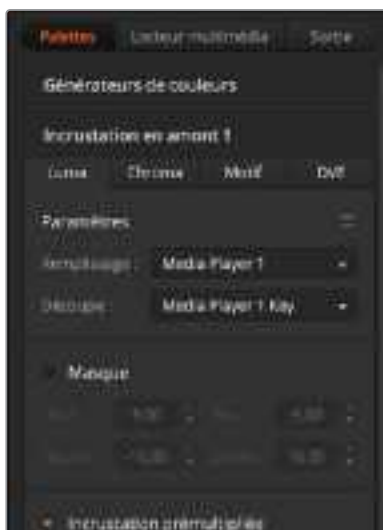 Palettes Lecteur multimédia Sortie
Générateurs de couleurs
Incrustation en amont 1
Luma Chroma Motif DVE
Paramètres
Remplissage Media Player 1
Découpe Media Player 1 Key
Masque
Incrustation prémultipliée